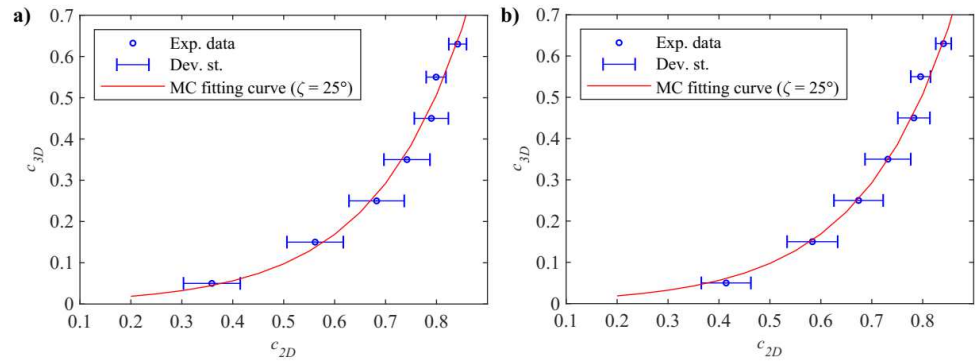 a)
Exp. data
Dev. st.
MC fitting curve (ζ = 25°)
0.7
0.6
0.5
0.4
0.3
0.2
0.1
0
c3D
0.1 0.2 0.3 0.4 0.5 0.6 0.7 0.8
c2D
b)
Exp. data
Dev. st.
MC fitting curve (ζ = 25°)
0.7
0.6
0.5
0.4
0.3
0.2
0.1
0
c3D
0.1 0.2 0.3 0.4 0.5 0.6 0.7 0.8
c2D